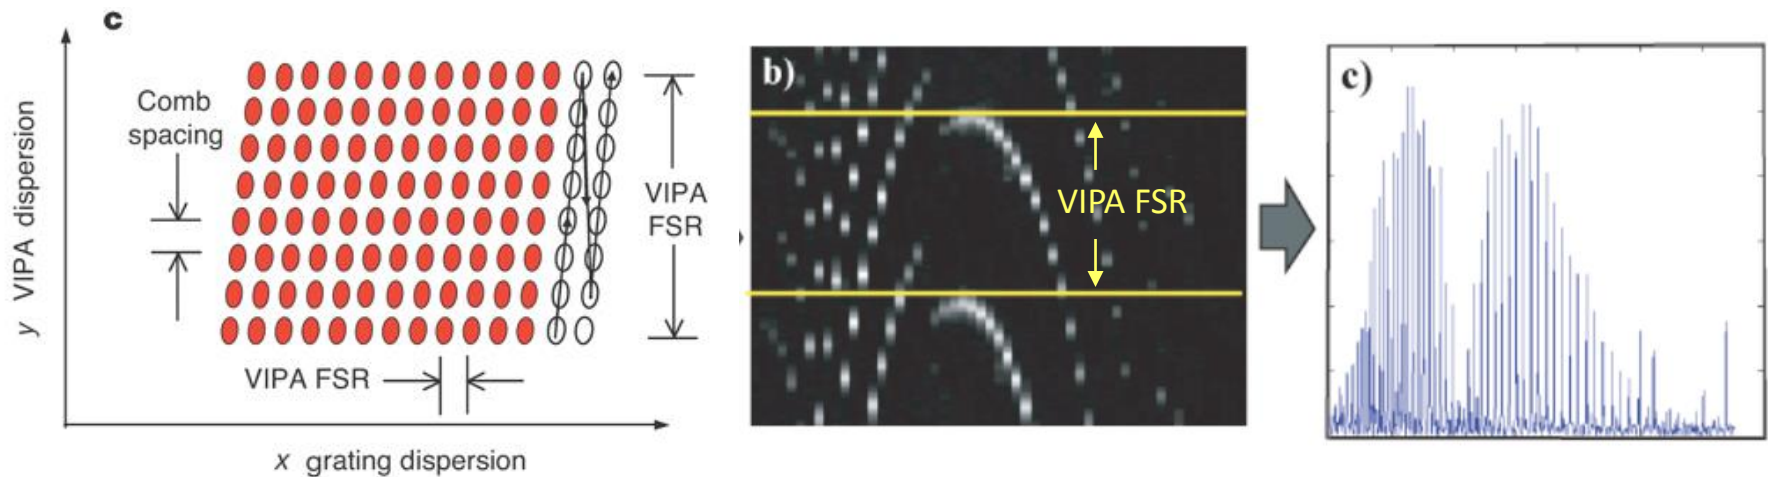 c
Comb
spacing
VIPA
FSR
VIPA FSR
y VIPA dispersion
x grating dispersion
b)
VIPA FSR
c)